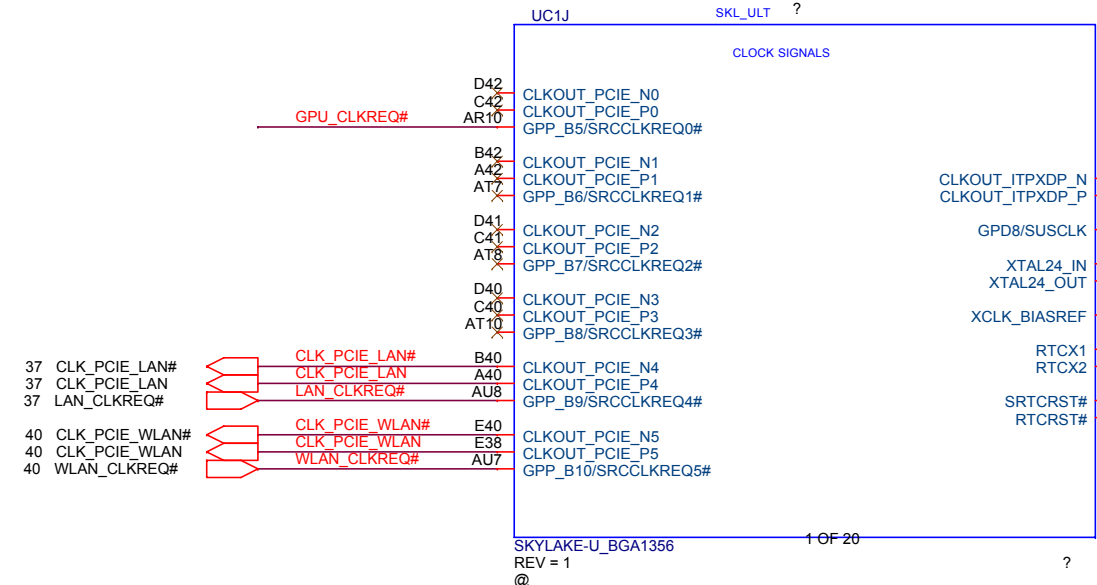 UC1J SKL_ULT ?
CLOCK SIGNALS
D42 CLKOUT_PCIE_N0
C42 CLKOUT_PCIE_P0
GPU_CLKREQ# AR10 GPP_B5/SRCCLKREQ0#
B42 CLKOUT_PCIE_N1
A42 CLKOUT_PCIE_P1 CLKOUT_ITPXDP_N
AT7 GPP_B6/SRCCLKREQ1# CLKOUT_ITPXDP_P
D41 CLKOUT_PCIE_N2 GPD8/SUSCLK
C41 CLKOUT_PCIE_P2
AT8 GPP_B7/SRCCLKREQ2# XTAL24_IN
XTAL24_OUT
D40 CLKOUT_PCIE_N3
C40 CLKOUT_PCIE_P3 XCLK_BIASREF
AT10 GPP_B8/SRCCLKREQ3#
RTCX1
37 CLK_PCIE_LAN# CLK_PCIE_LAN# B40 CLKOUT_PCIE_N4 RTCX2
37 CLK_PCIE_LAN CLK_PCIE_LAN A40 CLKOUT_PCIE_P4
37 LAN_CLKREQ# LAN_CLKREQ# AU8 GPP_B9/SRCCLKREQ4# SRTCRST#
RTCRST#
40 CLK_PCIE_WLAN# CLK_PCIE_WLAN# E40 CLKOUT_PCIE_N5
40 CLK_PCIE_WLAN CLK_PCIE_WLAN E38 CLKOUT_PCIE_P5
40 WLAN_CLKREQ# WLAN_CLKREQ# AU7 GPP_B10/SRCCLKREQ5#
SKYLAKE-U_BGA1356 1 OF 20
REV = 1 ?
@